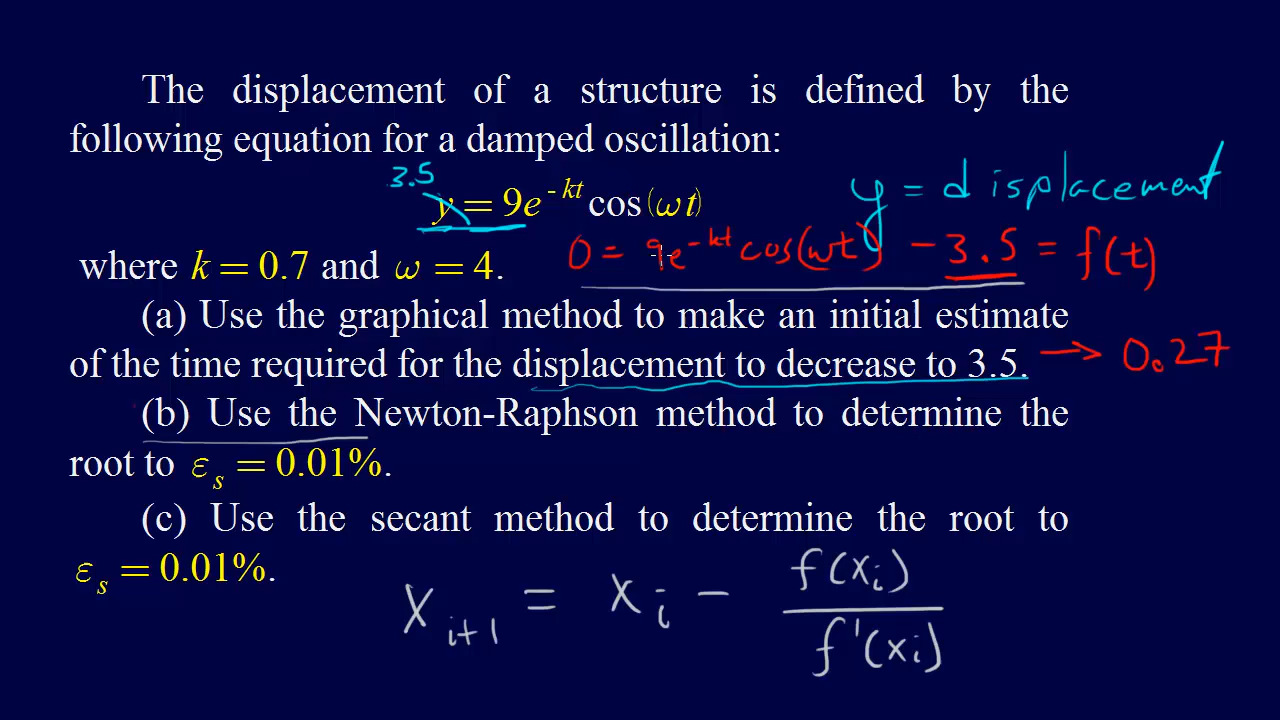 The displacement of a structure is defined by the
following equation for a damped oscillation:
3.5
y = 9e^{-kt} cos(ωt)
y = displacement
0 = 9e^{-kt} cos(ωt) - 3.5 = f(t)
where k = 0.7 and ω = 4.
(a) Use the graphical method to make an initial estimate
of the time required for the displacement to decrease to 3.5. → 0.27
(b) Use the Newton-Raphson method to determine the
root to ε_s = 0.01%.
(c) Use the secant method to determine the root to
ε_s = 0.01%.
x_{i+1} = x_i - f(x_i) / f'(x_i)